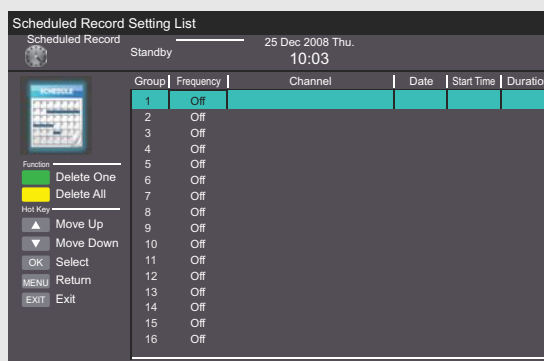 Scheduled Record Setting List
Scheduled Record
Standby
25 Dec 2008 Thu.
10:03
SCHEDULE
Group Frequency Channel Date Start Time Duration
1 Off
2 Off
3 Off
4 Off
5 Off
6 Off
7 Off
8 Off
9 Off
10 Off
11 Off
12 Off
13 Off
14 Off
15 Off
16 Off
Function
Delete One
Delete All
Hot Key
Move Up
Move Down
OK Select
MENU Return
EXIT Exit